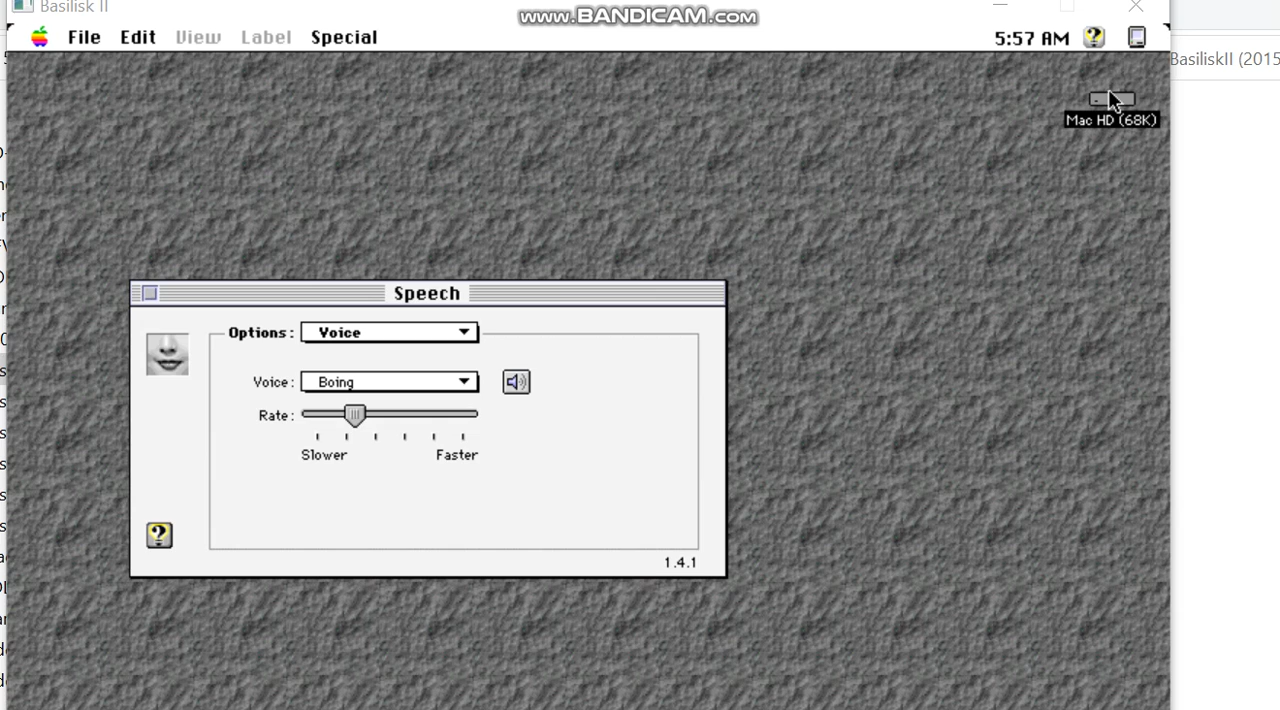 Basilisk II
www.BANDICAM.com
File Edit View Label Special 5:57 AM
BasiliskII (2015
Mac HD (68K)
Speech
Options: Voice
Voice: Boing
Rate:
Slower Faster
1.4.1